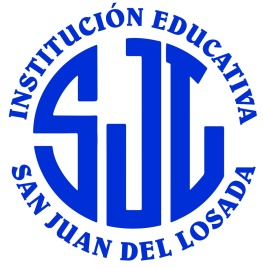 INSTITUCIÓN EDUCATIVA
SJL
SAN JUAN DEL LOSADA